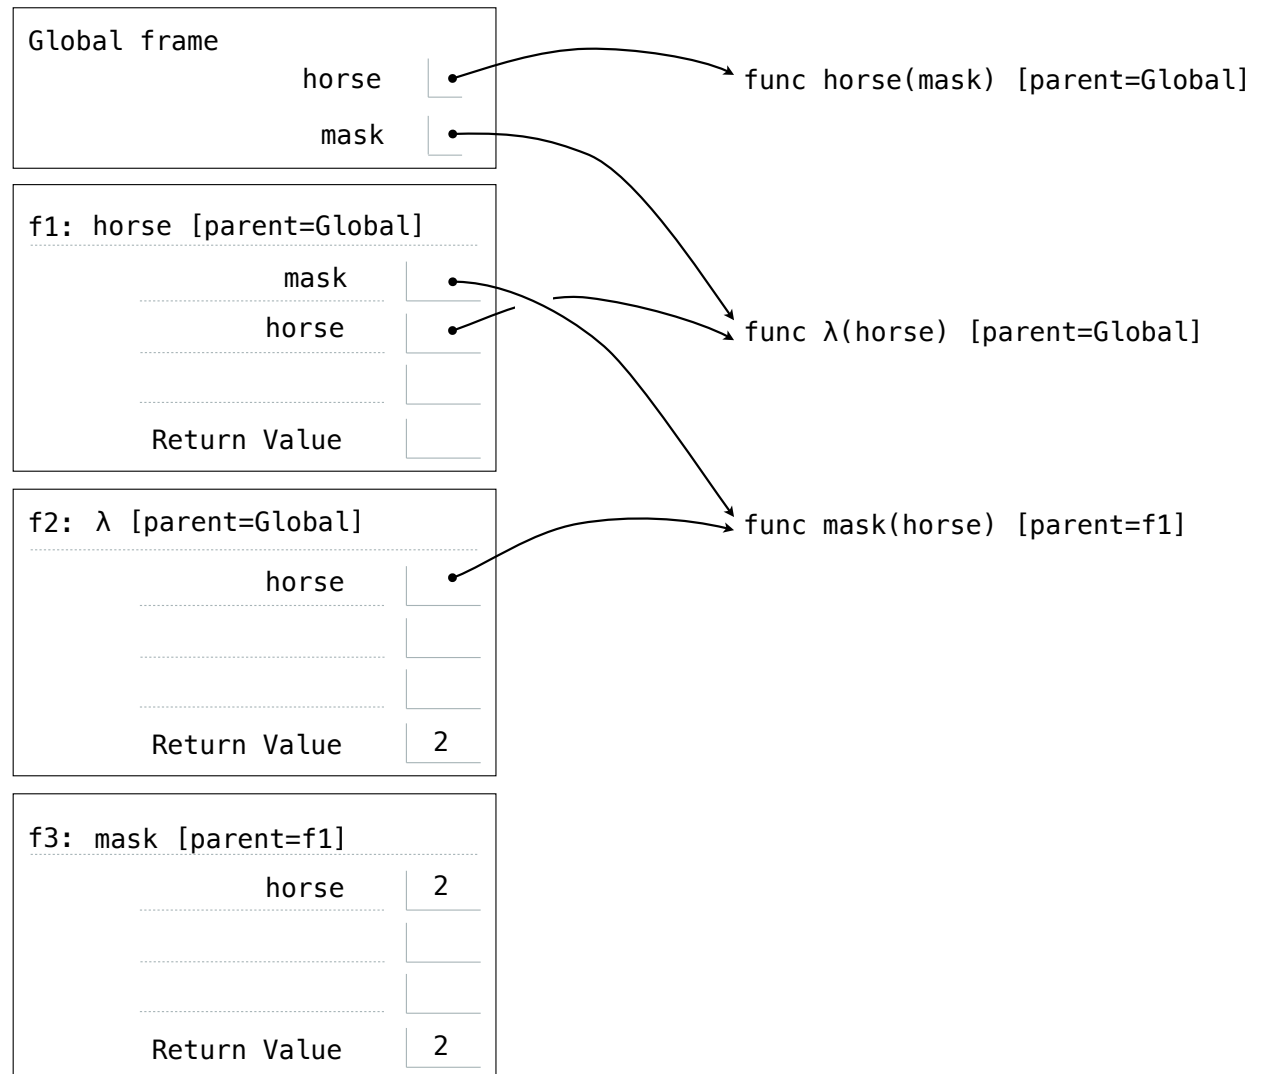 Global frame
horse
func horse(mask) [parent=Global]
mask
f1: horse [parent=Global]
mask
horse
func λ(horse) [parent=Global]
Return Value
f2: λ [parent=Global]
func mask(horse) [parent=f1]
horse
Return Value 2
f3: mask [parent=f1]
horse 2
Return Value 2